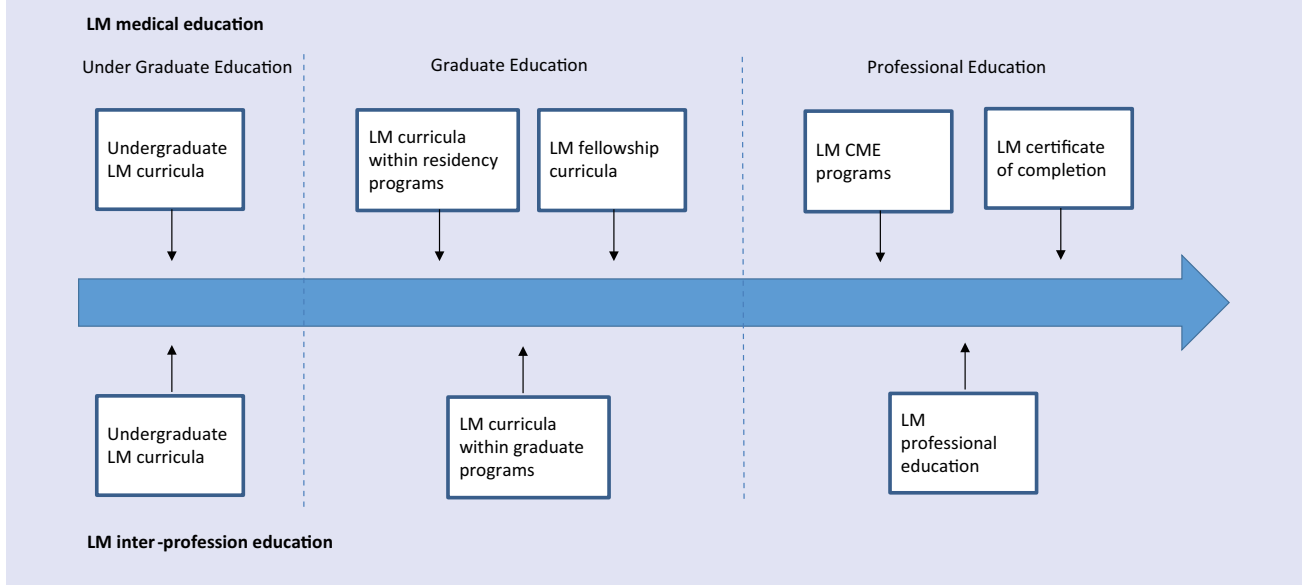 LM medical education
Under Graduate Education
Graduate Education
Professional Education
Undergraduate
LM curricula
LM curricula
within residency
programs
LM fellowship
curricula
LM CME
programs
LM certificate
of completion
Undergraduate
LM curricula
LM curricula
within graduate
programs
LM
professional
education
LM inter-profession education